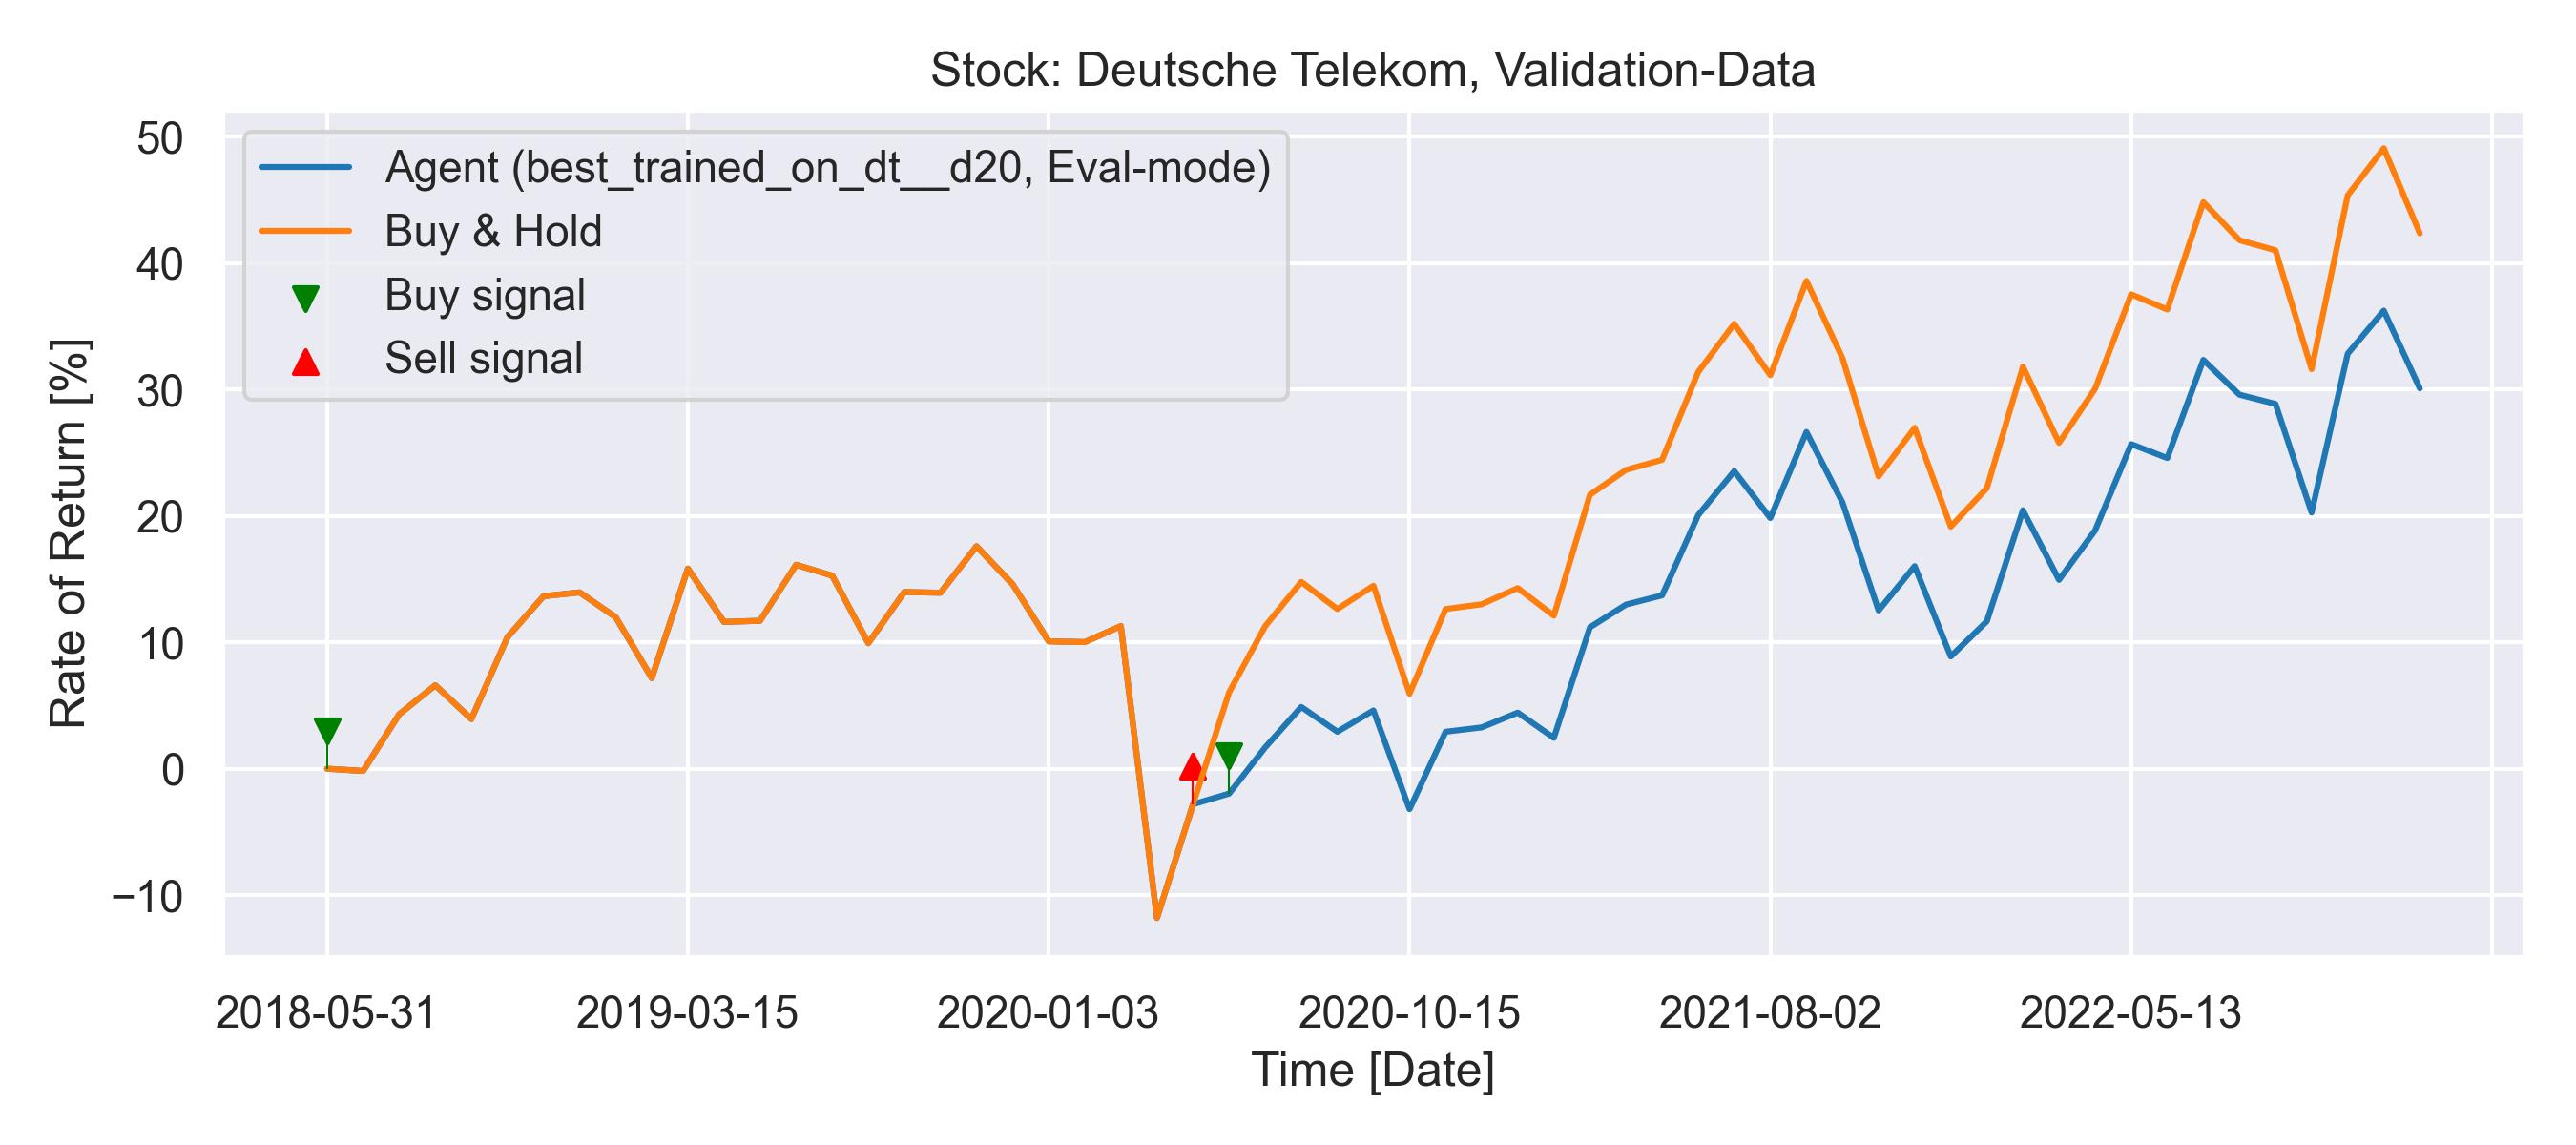 Stock: Deutsche Telekom, Validation-Data
Agent (best_trained_on_dt__d20, Eval-mode)
Buy & Hold
Buy signal
Sell signal
Rate of Return [%]
50
40
30
20
10
0
−10
2018-05-31
2019-03-15
2020-01-03
2020-10-15
2021-08-02
2022-05-13
Time [Date]